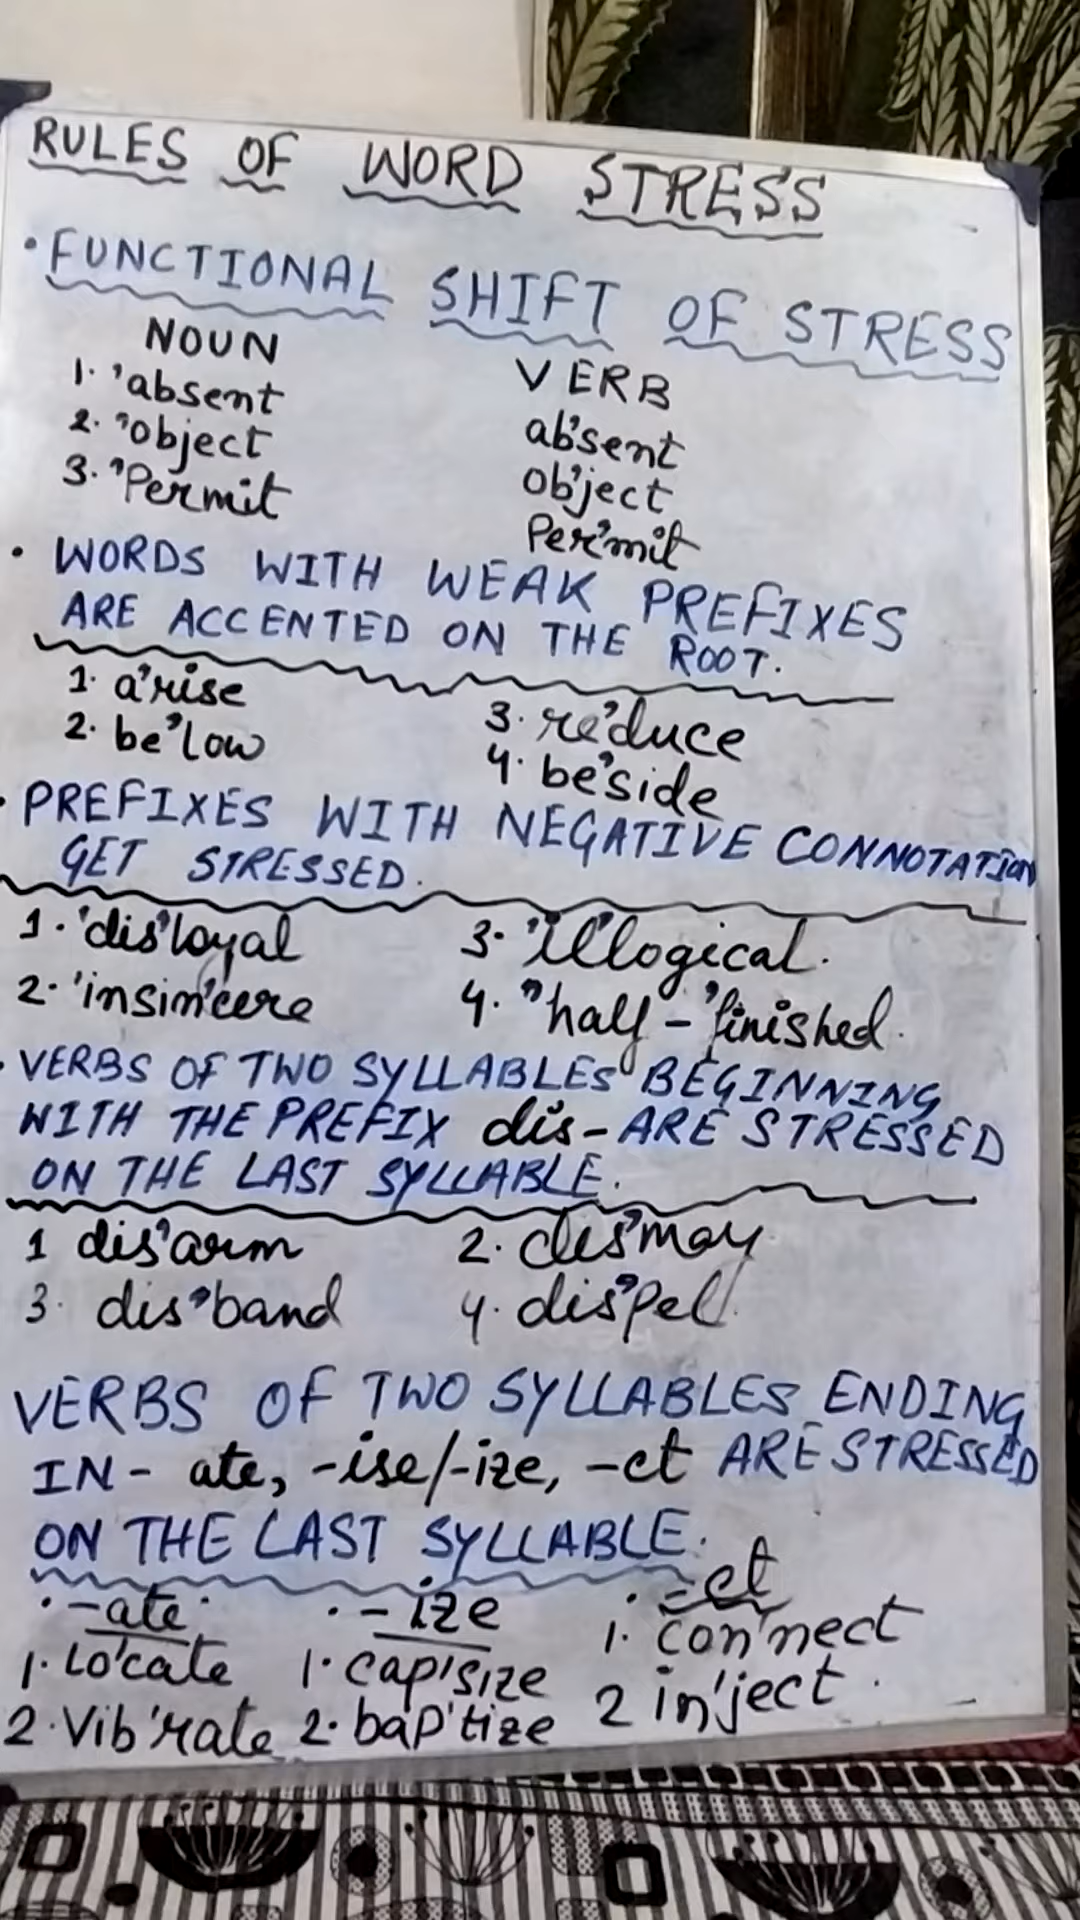 RULES OF WORD STRESS
• FUNCTIONAL SHIFT OF STRESS
NOUN VERB
1. 'absent ab'sent
2. 'object ob'ject
3. 'Permit Per'mit
• WORDS WITH WEAK PREFIXES
ARE ACCENTED ON THE ROOT.
1. a'rise 3. re'duce
2. be'low 4. be'side
• PREFIXES WITH NEGATIVE CONNOTATION
GET STRESSED.
1. 'dis'loyal 3. 'il'logical.
2. 'insin'cere 4. 'half-'finished.
• VERBS OF TWO SYLLABLES BEGINNING
WITH THE PREFIX dis- ARE STRESSED
ON THE LAST SYLLABLE.
1 dis'arm 2. dis'may
3. dis'band 4. dis'pel
VERBS OF TWO SYLLABLES ENDING
IN - ate, -ise/-ize, -ct ARE STRESSED
ON THE LAST SYLLABLE.
• -ate • -ize • -ct
1. Lo'cate 1. cap'size 1. con'nect
2. Vib'rate 2. bap'tize 2 in'ject.